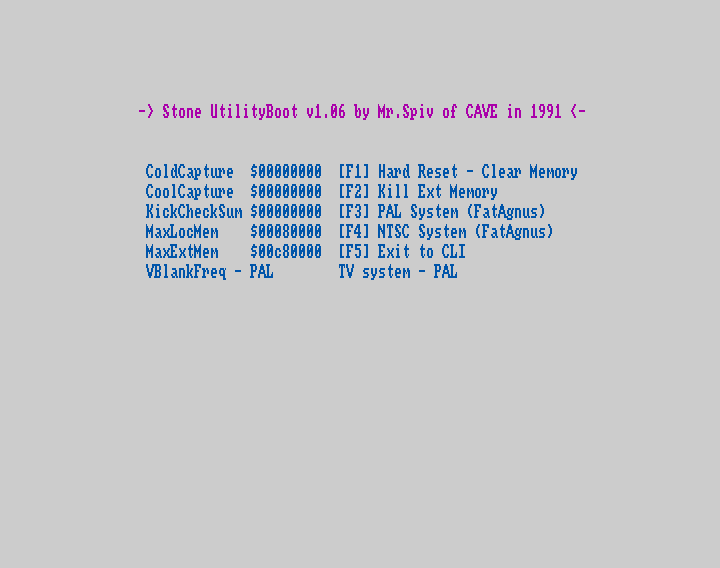 -> Stone UtilityBoot v1.06 by Mr.Spiv of CAVE in 1991 <-
ColdCapture $00000000 [F1] Hard Reset - Clear Memory
CoolCapture $00000000 [F2] Kill Ext Memory
KickCheckSum $00000000 [F3] PAL System (FatAgnus)
MaxLocMem $00080000 [F4] NTSC System (FatAgnus)
MaxExtMem $00c80000 [F5] Exit to CLI
VBlankFreq - PAL TV system - PAL